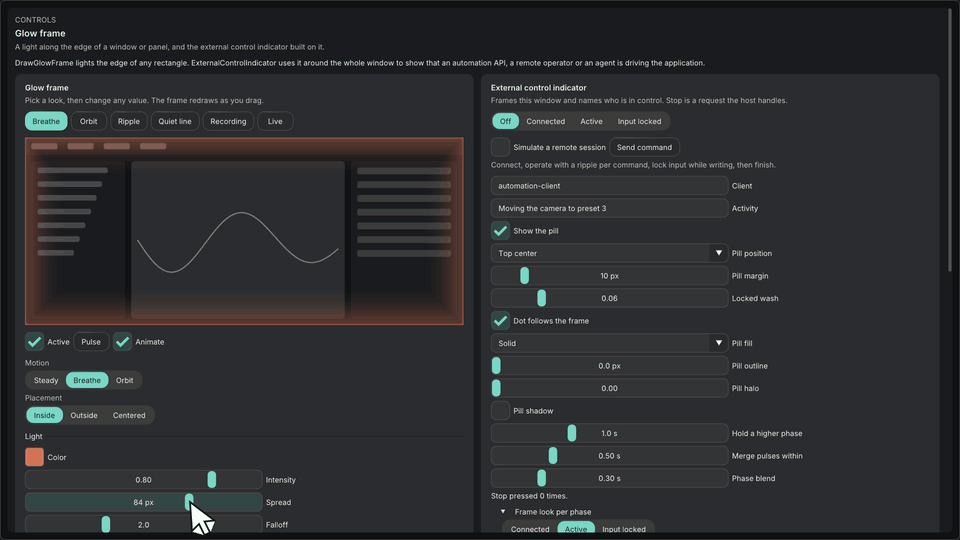 CONTROLS
Glow frame
A light along the edge of a window or panel, and the external control indicator built on it.
DrawGlowFrame lights the edge of any rectangle. ExternalControlIndicator uses it around the whole window to show that an automation API, a remote operator or an agent is driving the application.
Glow frame
Pick a look, then change any value. The frame redraws as you drag.
Breathe Orbit Ripple Quiet line Recording Live
Active Pulse Animate
Motion
Steady Breathe Orbit
Placement
Inside Outside Centered
Light
Color
0.80 Intensity
84 px Spread
2.0 Falloff
External control indicator
Frames this window and names who is in control. Stop is a request the host handles.
Off Connected Active Input locked
Simulate a remote session Send command
Connect, operate with a ripple per command, lock input while writing, then finish.
automation-client Client
Moving the camera to preset 3 Activity
Show the pill
Top center Pill position
10 px Pill margin
0.06 Locked wash
Dot follows the frame
Solid Pill fill
0.0 px Pill outline
0.00 Pill halo
Pill shadow
1.0 s Hold a higher phase
0.50 s Merge pulses within
0.30 s Phase blend
Stop pressed 0 times.
Frame look per phase
Connected Active Input locked